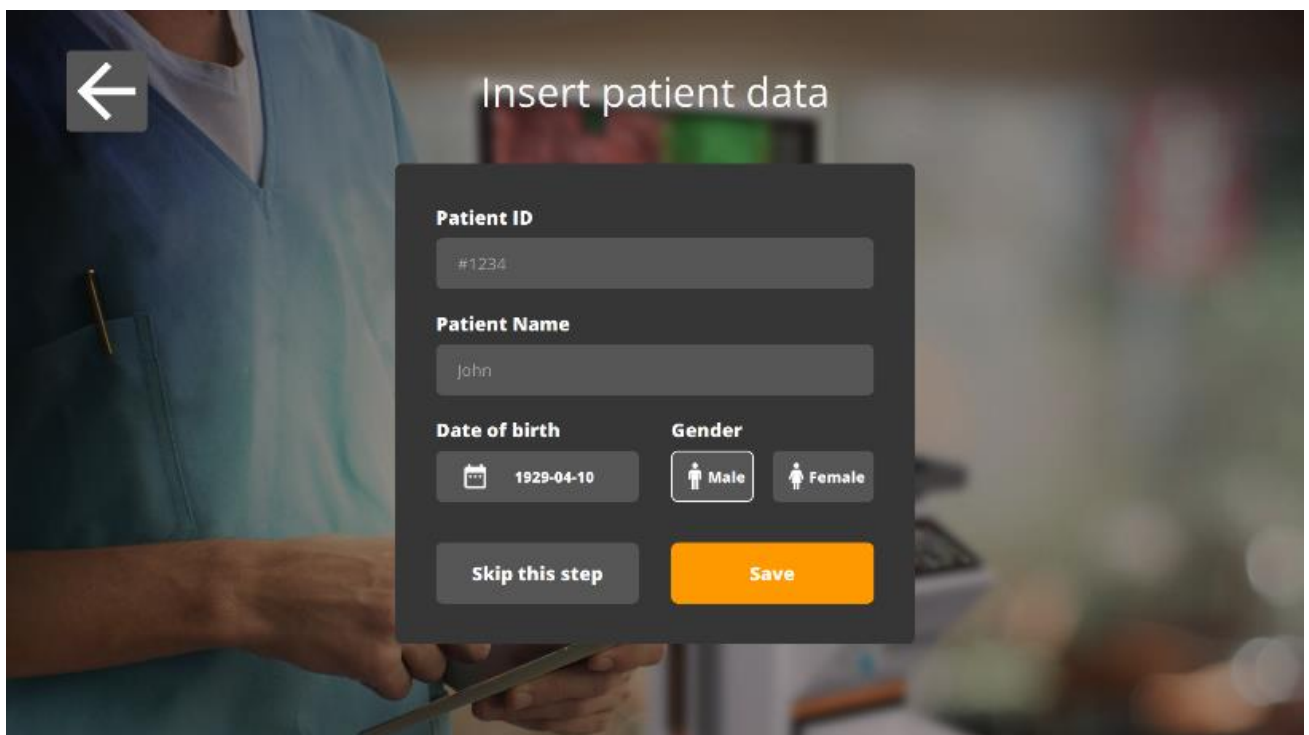 Insert patient data
Patient ID
#1234
Patient Name
John
Date of birth Gender
1929-04-10 Male Female
Skip this step Save